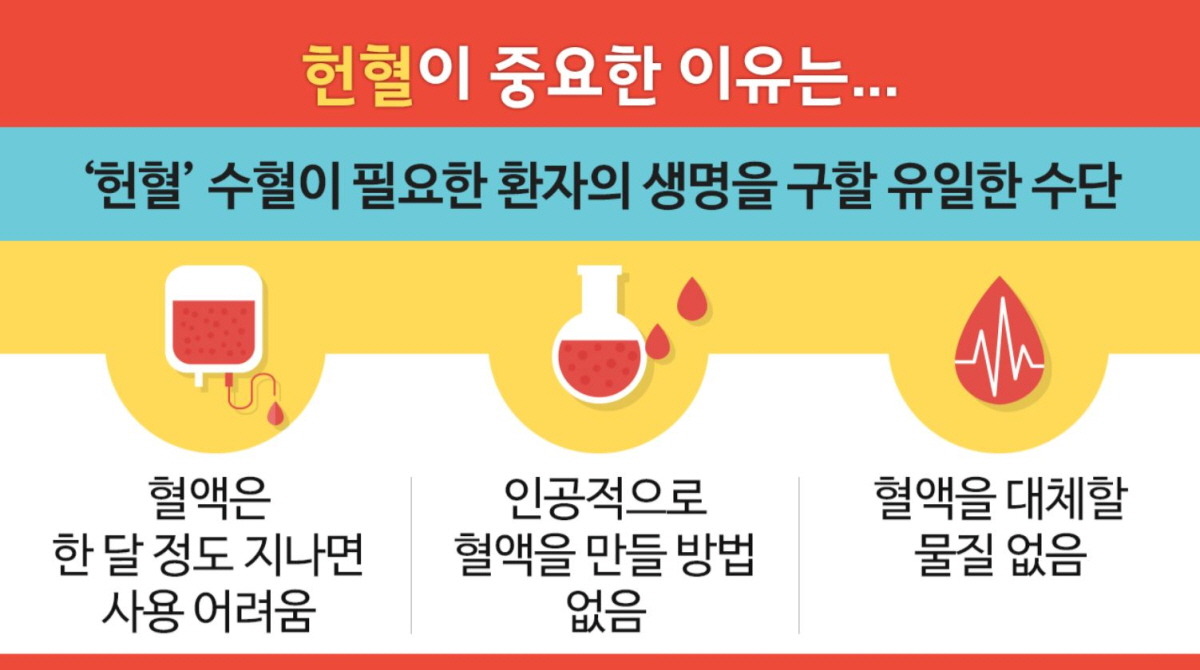 헌혈이 중요한 이유는...
‘헌혈’ 수혈이 필요한 환자의 생명을 구할 유일한 수단
혈액은
한 달 정도 지나면
사용 어려움
인공적으로
혈액을 만들 방법
없음
혈액을 대체할
물질 없음